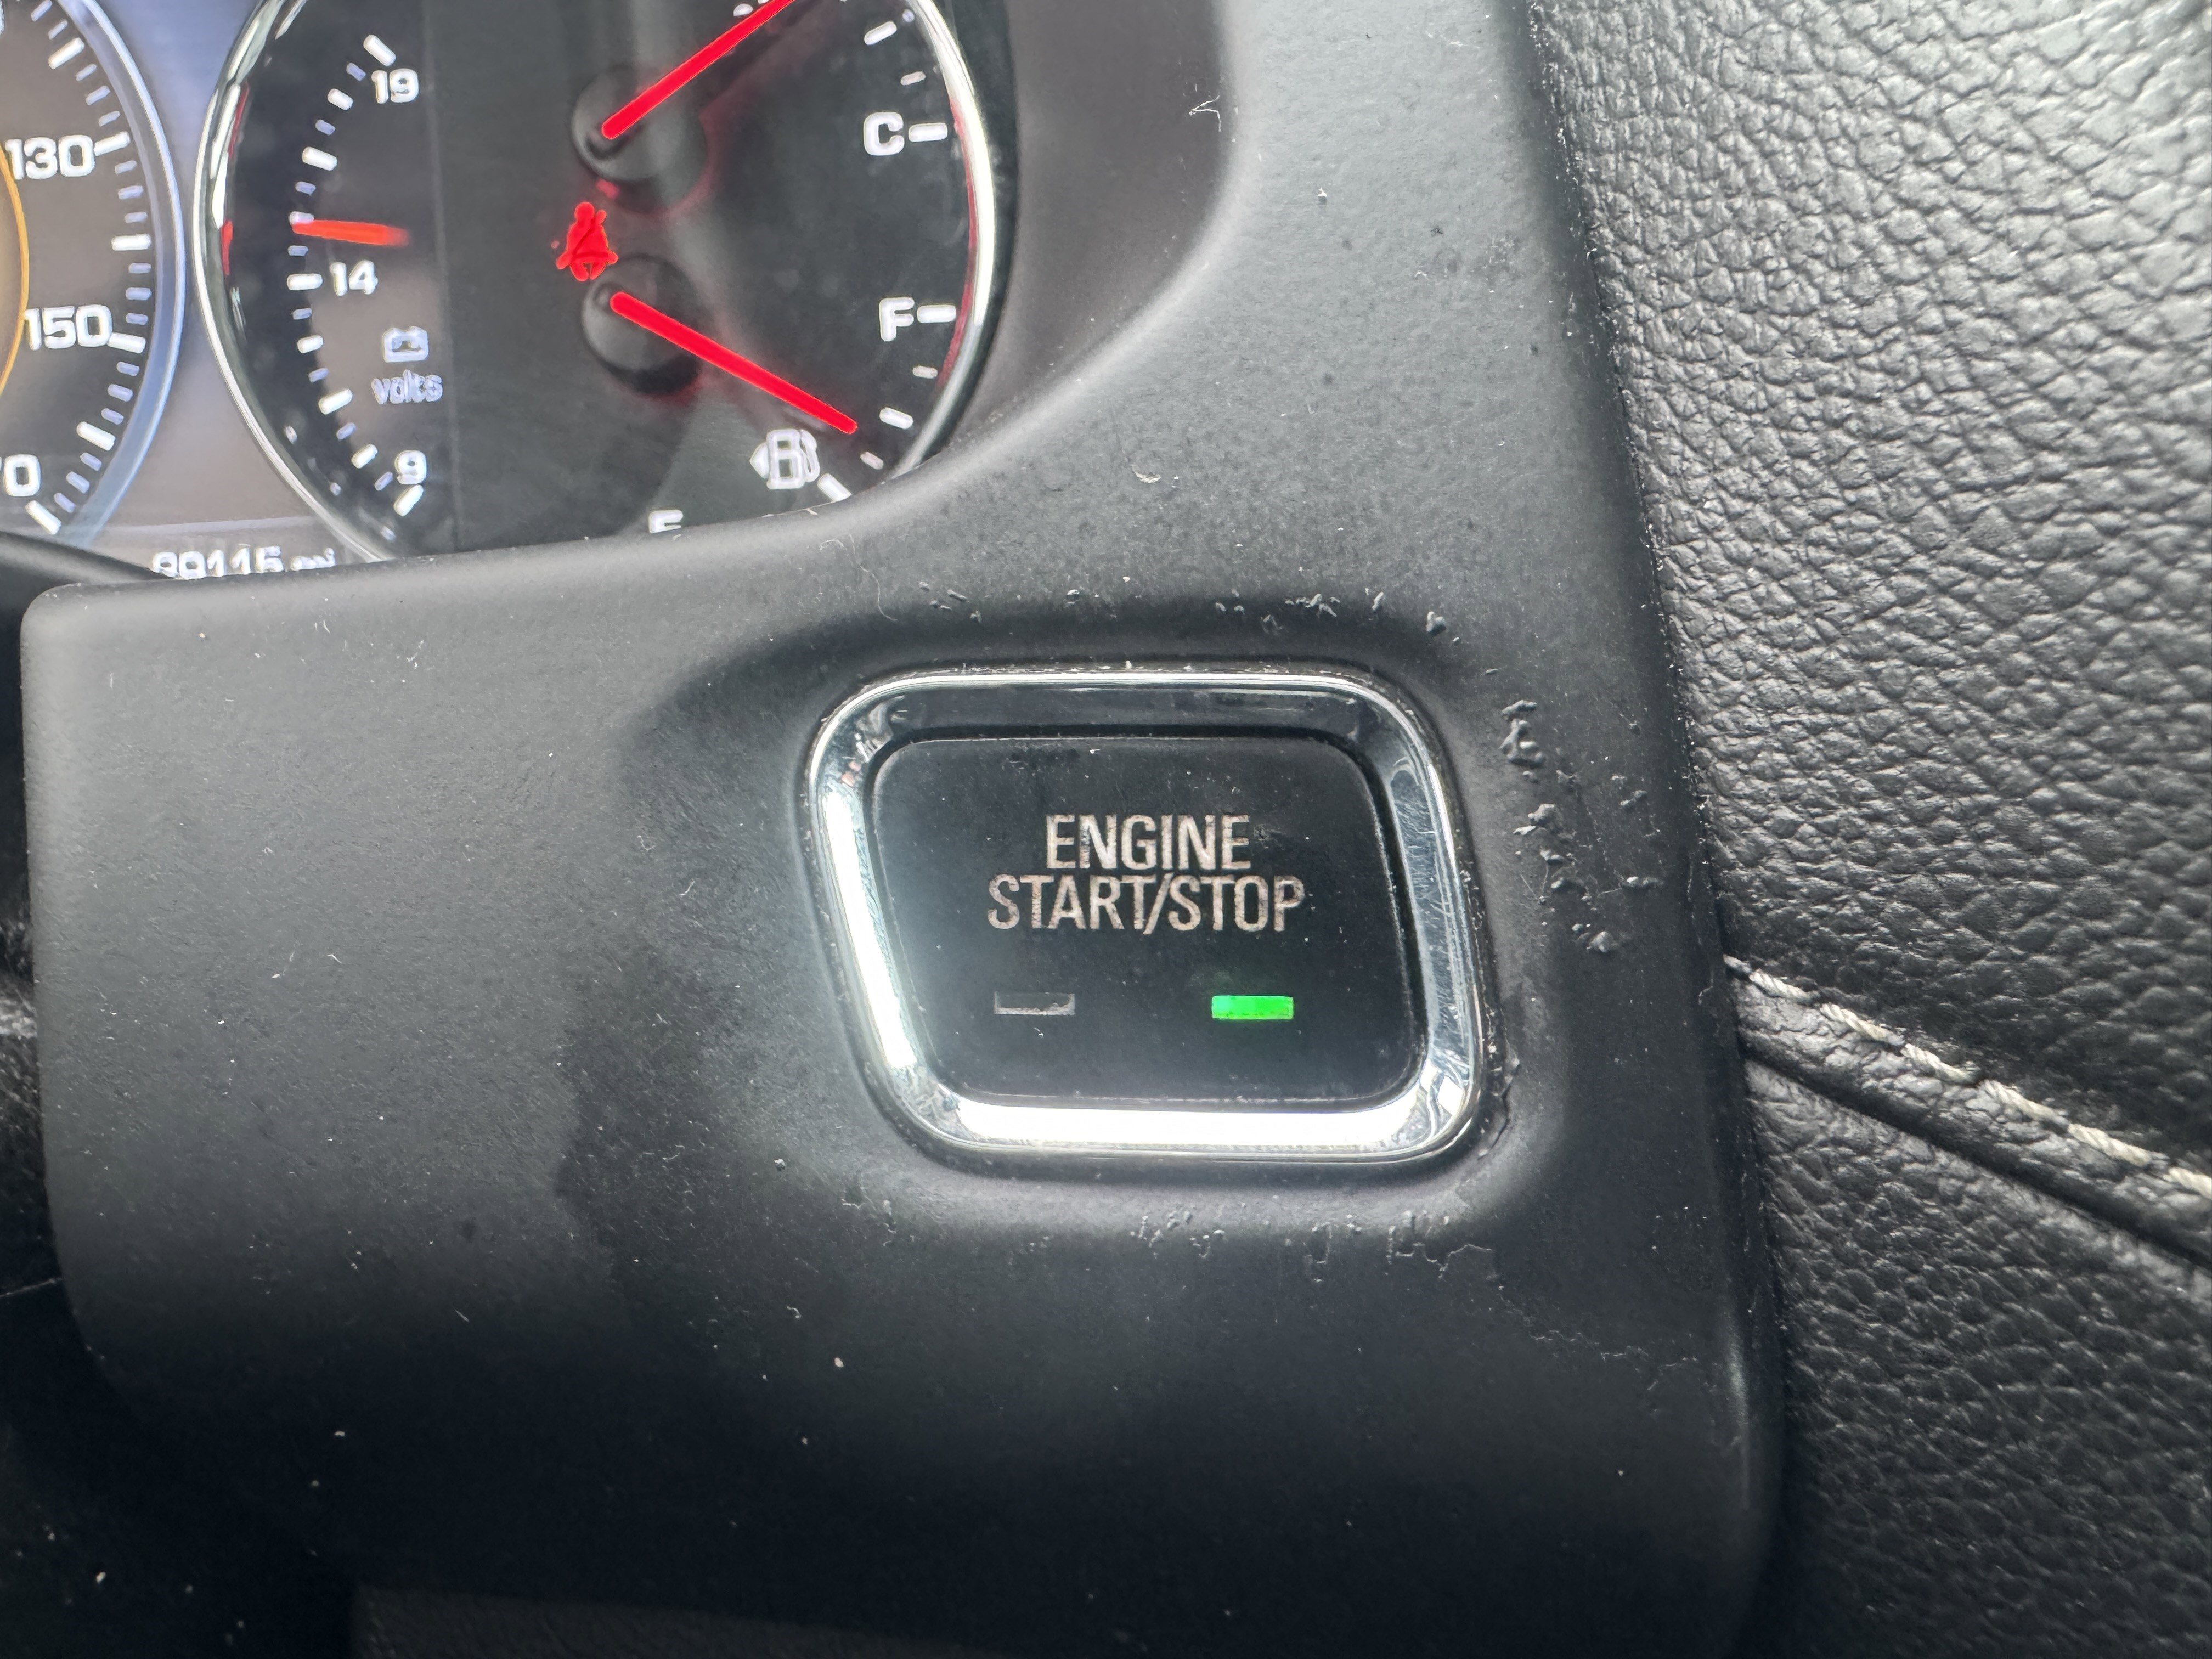 19
C
130
14
F
150
volts
9
ENGINE
START/STOP